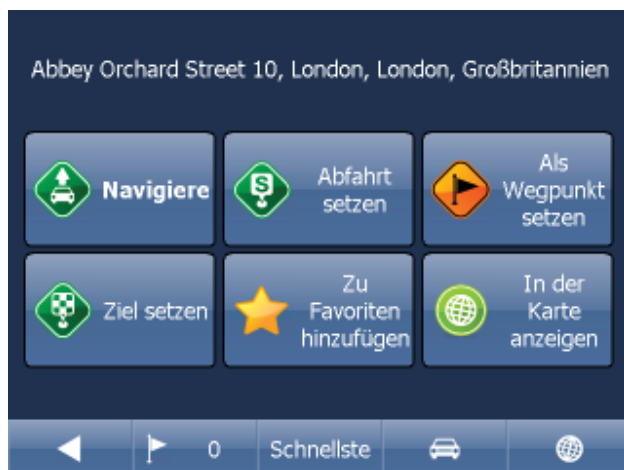 Abbey Orchard Street 10, London, London, Großbritannien
Navigiere
S
Abfahrt
setzen
Als
Wegpunkt
setzen
Ziel setzen
Zu
Favoriten
hinzufügen
In der
Karte
anzeigen
0
Schnellste